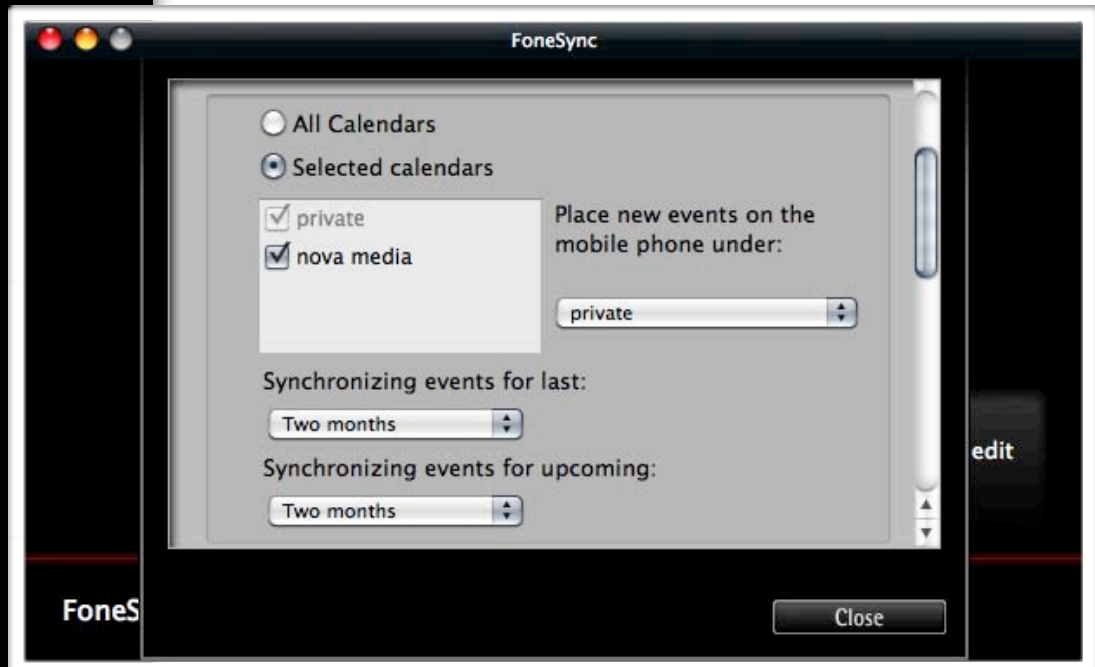 FoneSync
All Calendars
Selected calendars
private
nova media
Place new events on the
mobile phone under:
private
Synchronizing events for last:
Two months
Synchronizing events for upcoming:
Two months
edit
FoneS
Close